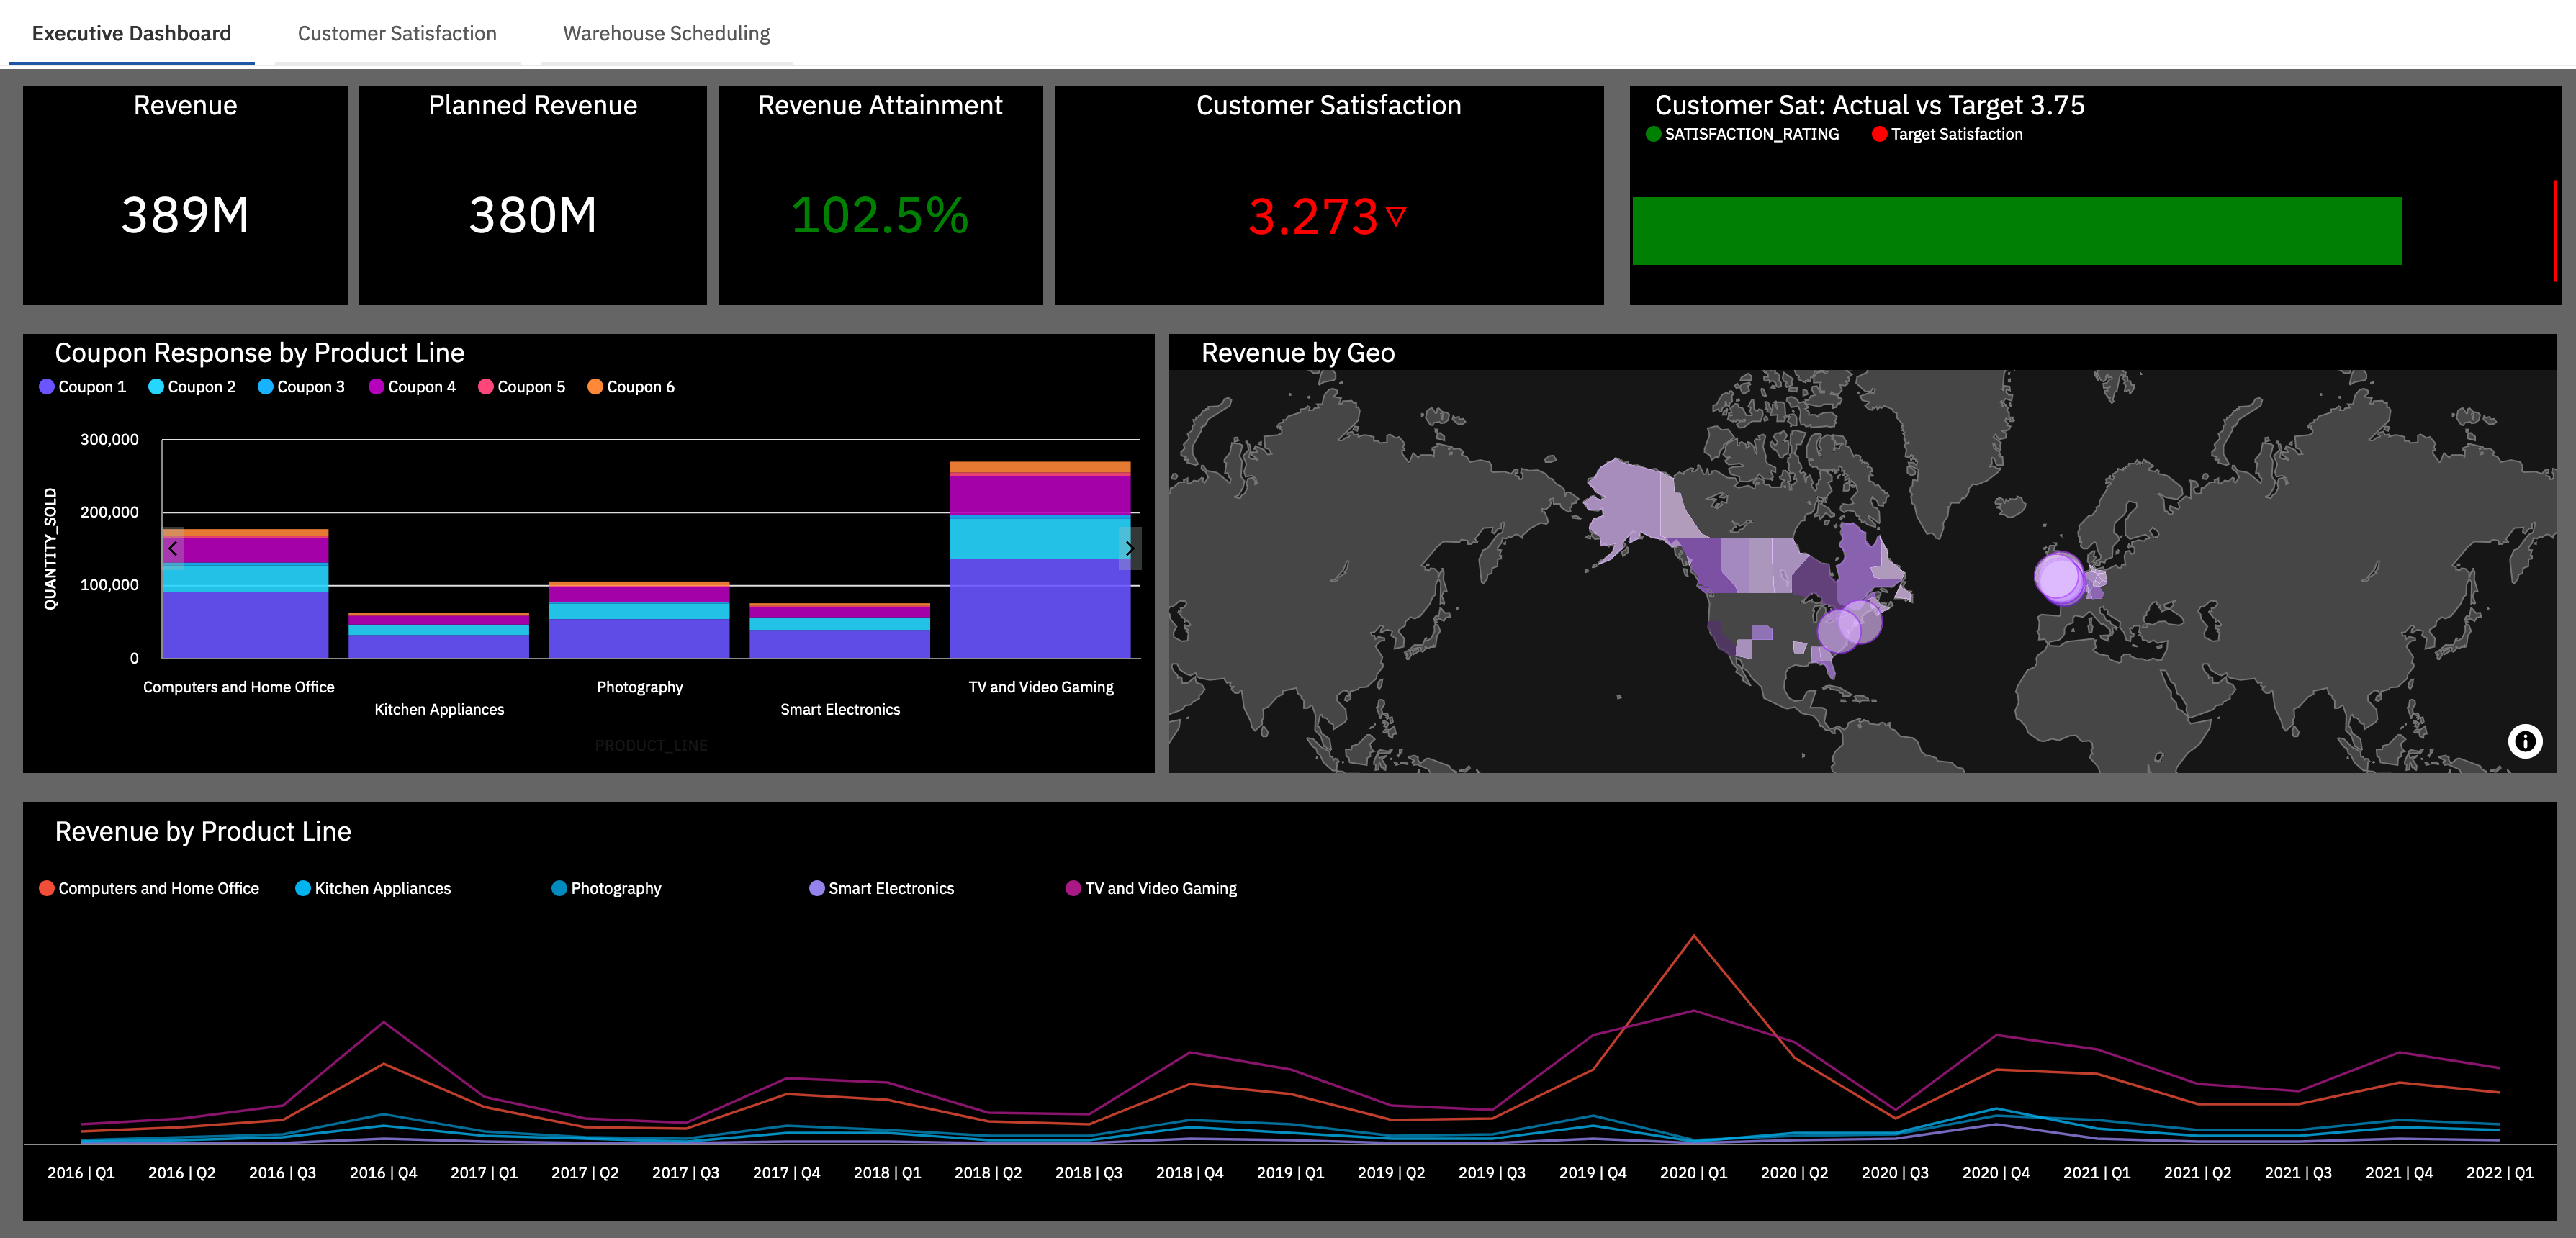 Executive Dashboard
Customer Satisfaction
Warehouse Scheduling
Revenue
389M
Planned Revenue
380M
Revenue Attainment
102.5%
Customer Satisfaction
3.273
Customer Sat: Actual vs Target 3.75
SATISFACTION_RATING
Target Satisfaction
Coupon Response by Product Line
Coupon 1
Coupon 2
Coupon 3
Coupon 4
Coupon 5
Coupon 6
QUANTITY_SOLD
300,000
200,000
100,000
0
Computers and Home Office
Kitchen Appliances
Photography
Smart Electronics
TV and Video Gaming
PRODUCT_LINE
Revenue by Geo
Revenue by Product Line
Computers and Home Office
Kitchen Appliances
Photography
Smart Electronics
TV and Video Gaming
2016 | Q1
2016 | Q2
2016 | Q3
2016 | Q4
2017 | Q1
2017 | Q2
2017 | Q3
2017 | Q4
2018 | Q1
2018 | Q2
2018 | Q3
2018 | Q4
2019 | Q1
2019 | Q2
2019 | Q3
2019 | Q4
2020 | Q1
2020 | Q2
2020 | Q3
2020 | Q4
2021 | Q1
2021 | Q2
2021 | Q3
2021 | Q4
2022 | Q1